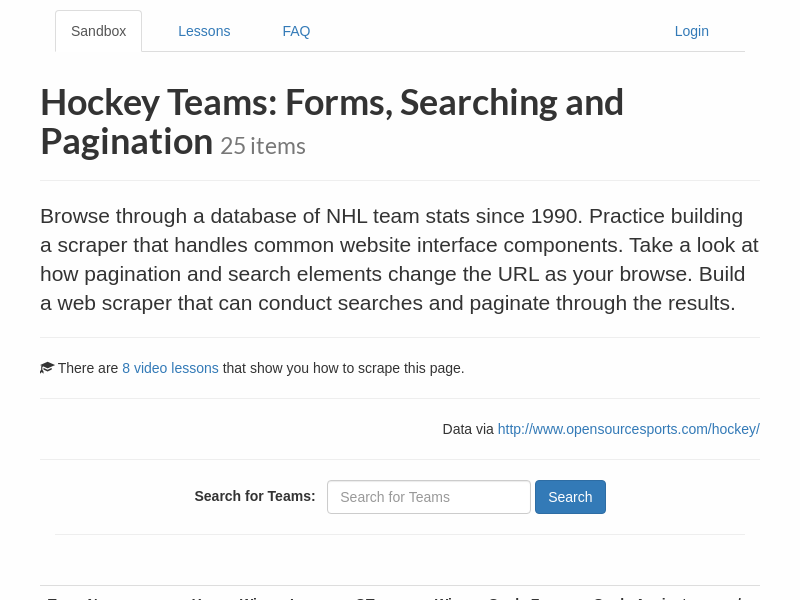 Sandbox Lessons FAQ Login
Hockey Teams: Forms, Searching and
Pagination 25 items
Browse through a database of NHL team stats since 1990. Practice building
a scraper that handles common website interface components. Take a look at
how pagination and search elements change the URL as your browse. Build
a web scraper that can conduct searches and paginate through the results.
There are 8 video lessons that show you how to scrape this page.
Data via http://www.opensourcesports.com/hockey/
Search for Teams: Search for Teams Search